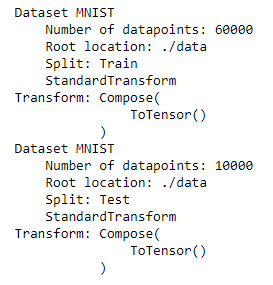 Dataset MNIST
    Number of datapoints: 60000
    Root location: ./data
    Split: Train
    StandardTransform
Transform: Compose(
               ToTensor()
           )
Dataset MNIST
    Number of datapoints: 10000
    Root location: ./data
    Split: Test
    StandardTransform
Transform: Compose(
               ToTensor()
           )